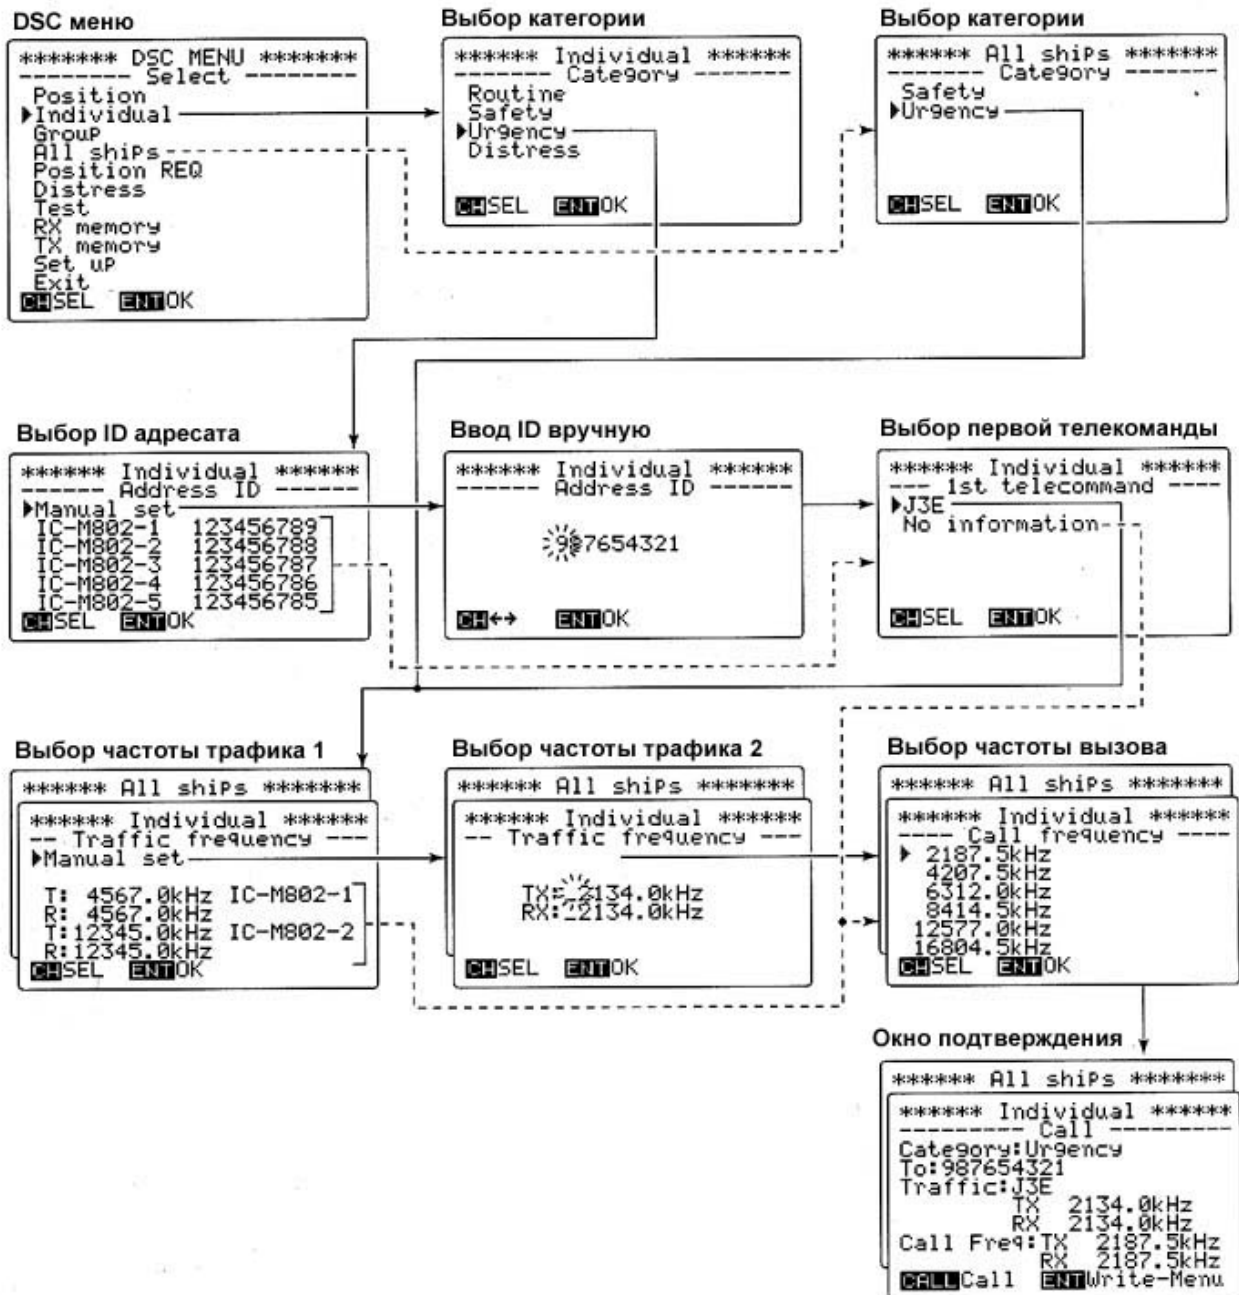 DSC меню
******* DSC MENU *******
-------- Select --------
Position
▶Individual
Group
All ships
Position REQ
Distress
Test
RX memory
TX memory
Set up
Exit
CH SEL ENT OK
Выбор категории
****** Individual ******
------ Category ------
Routine
Safety
▶Urgency
Distress
CH SEL ENT OK
Выбор категории
****** All ships *******
------- Category -------
Safety
▶Urgency
CH SEL ENT OK
Выбор ID адресата
****** Individual ******
------ Address ID ------
▶Manual set
IC-M802-1 123456789
IC-M802-2 123456788
IC-M802-3 123456787
IC-M802-4 123456786
IC-M802-5 123456785
CH SEL ENT OK
Ввод ID вручную
****** Individual ******
------ Address ID ------
987654321
CH ↔ ENT OK
Выбор первой телекоманды
****** Individual ******
--- 1st telecommand ----
▶J3E
No information
CH SEL ENT OK
Выбор частоты трафика 1
****** All ships *******
****** Individual ******
-- Traffic frequency ---
▶Manual set
T: 4567.0kHz IC-M802-1
R: 4567.0kHz
T:12345.0kHz IC-M802-2
R:12345.0kHz
CH SEL ENT OK
Выбор частоты трафика 2
****** All ships *******
****** Individual ******
-- Traffic frequency ---
TX: 2134.0kHz
RX: 2134.0kHz
CH SEL ENT OK
Выбор частоты вызова
****** All ships *******
****** Individual ******
---- Call frequency ----
▶ 2187.5kHz
4207.5kHz
6312.0kHz
8414.5kHz
12577.0kHz
16804.5kHz
CH SEL ENT OK
Окно подтверждения
****** All ships *******
****** Individual ******
--------- Call ---------
Category:Urgency
To:987654321
Traffic:J3E
TX 2134.0kHz
RX 2134.0kHz
Call Freq:TX 2187.5kHz
RX 2187.5kHz
CALL Call ENT Write-Menu